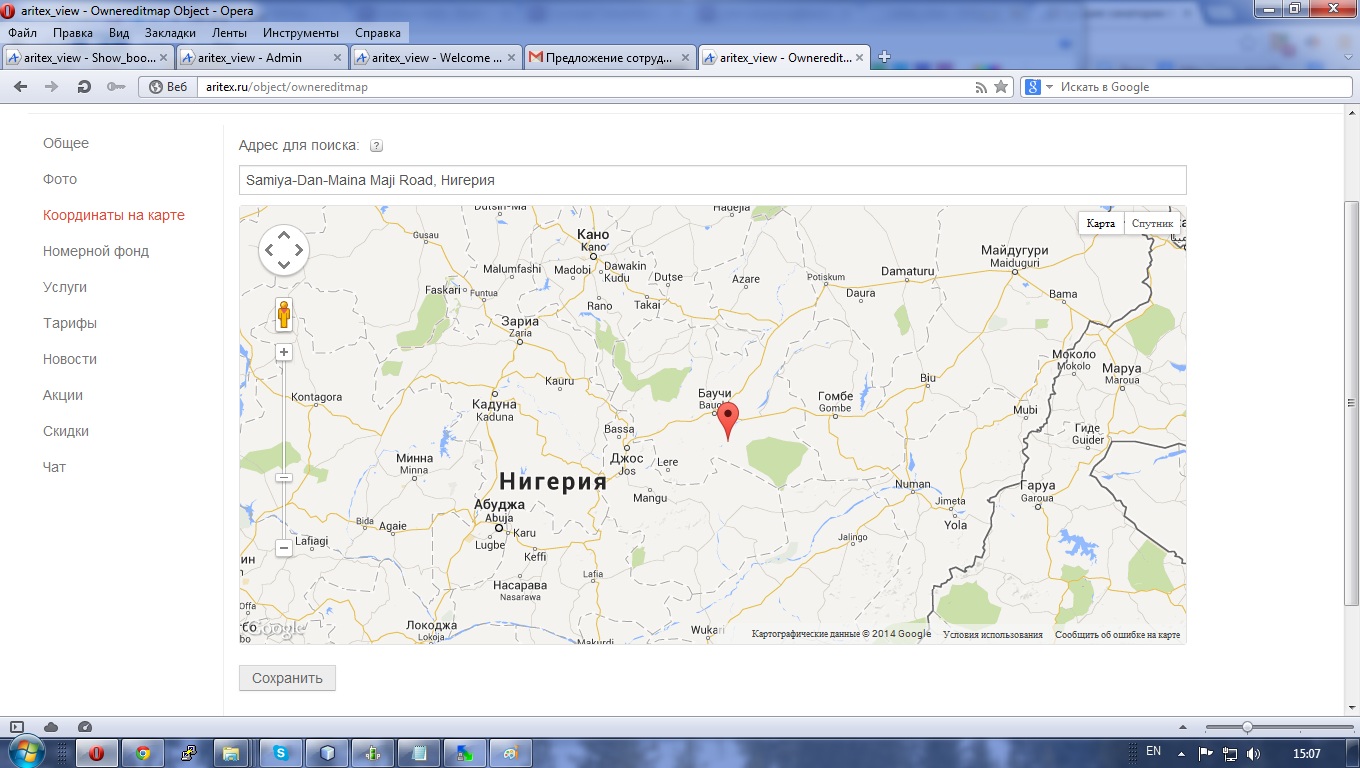 aritex_view - Ownereditmap Object - Opera
Файл Правка Вид Закладки Ленты Инструменты Справка
aritex_view - Show_boo... aritex_view - Admin aritex_view - Welcome ... Предложение сотруд... aritex_view - Owneredit...
Веб aritex.ru/object/ownereditmap Искать в Google
Общее
Фото
Координаты на карте
Номерной фонд
Услуги
Тарифы
Новости
Акции
Скидки
Чат
Адрес для поиска: ?
Samiya-Dan-Maina Maji Road, Нигерия
Карта Спутник
Dutsin-Ma
Hadejia
Gusau
Кано
Kano
Майдугури
Maiduguri
Malumfashi
Madobi
Dawakin
Kudu
Dutse
Azare
Potiskum
Damaturu
Faskari
Funtua
Rano
Takai
Daura
Bama
Зариа
Zaria
Моколо
Mokolo
Маруа
Maroua
Kontagora
Kauru
Баучи
Гомбе
Gombe
Biu
Кадуна
Kaduna
Mubi
Bassa
Гиде
Guider
Минна
Minna
Джос
Jos
Lere
Нигерия
Mangu
Numan
Гаруа
Garoua
Абуджа
Abuja
Jimeta
Yola
Bida
Agaie
Karu
Jalingo
Lafiagi
Lugbe
Keffi
ин
Насарава
Nasarawa
Lafia
Offa
бо
Google
Локоджа
Lokoja
Makurdi
Wukari
Картографические данные © 2014 Google Условия использования Сообщить об ошибке на карте
Сохранить
EN 15:07